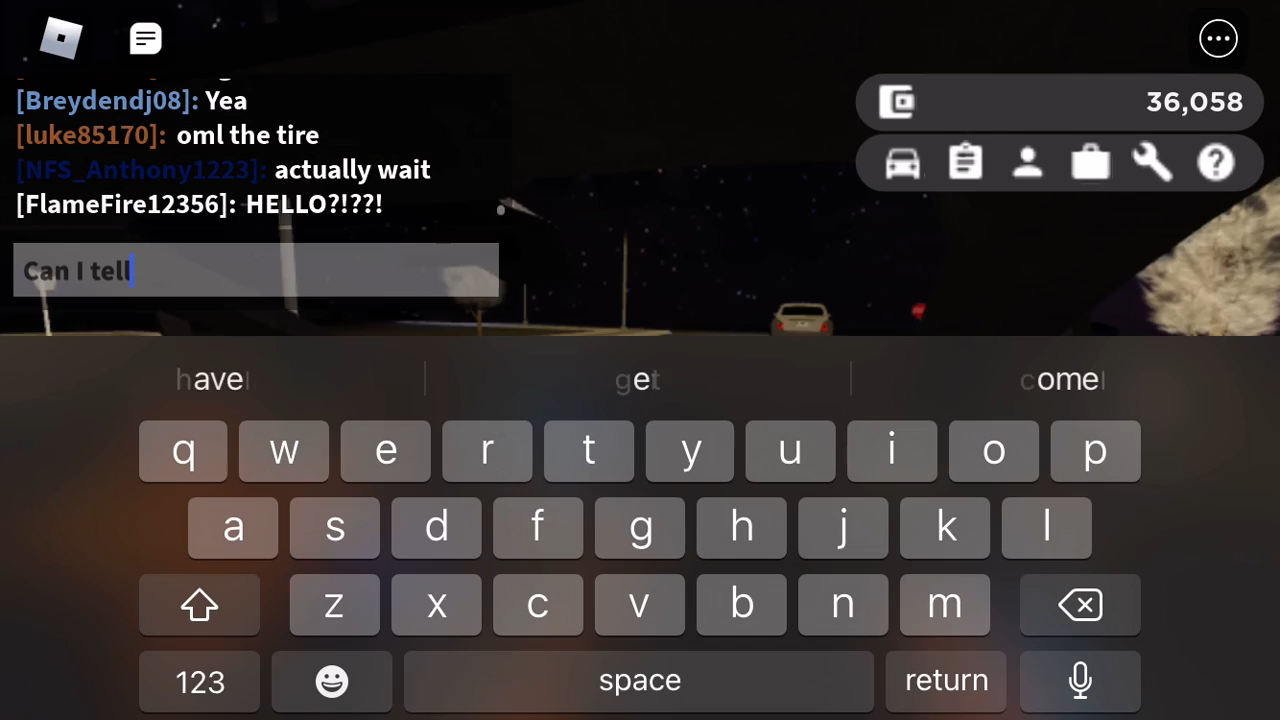 [Breydendj08]: Yea
36,058
[luke85170]: oml the tire
[NFS_Anthony1223]: actually wait
[FlameFire12356]: HELLO?!??!
Can I tell
have get come
q w e r t y u i o p
a s d f g h j k l
z x c v b n m
123 space return